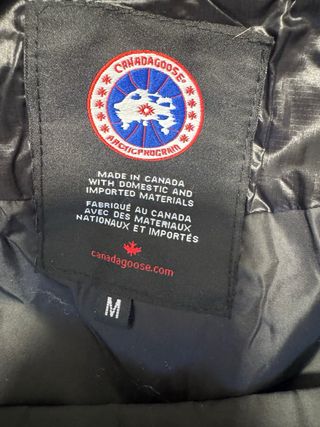 CANADA GOOSE
ARCTIC PROGRAM
MADE IN CANADA
WITH DOMESTIC AND
IMPORTED MATERIALS
FABRIQUÉ AU CANADA
AVEC DES MATERIAUX
NATIONAUX ET IMPORTÉS
canadagoose.com
M